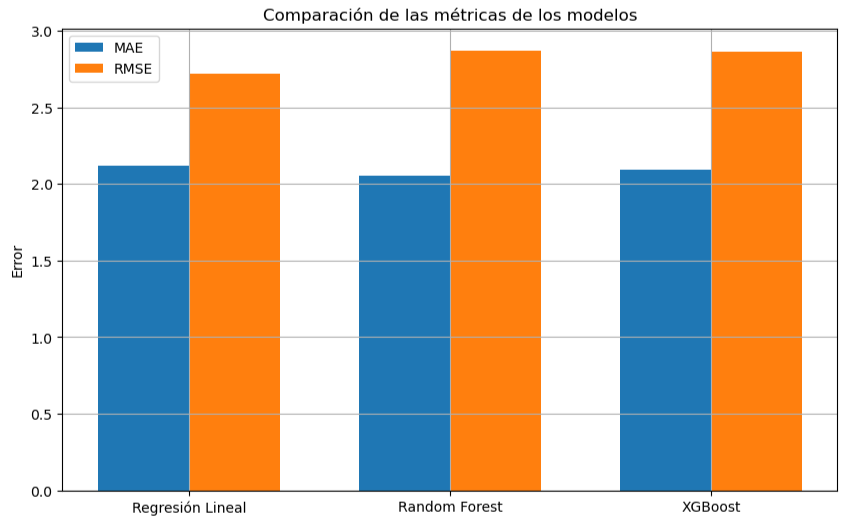 Comparación de las métricas de los modelos
MAE
RMSE
3.0
2.5
2.0
1.5
1.0
0.5
0.0
Error
Regresión Lineal
Random Forest
XGBoost